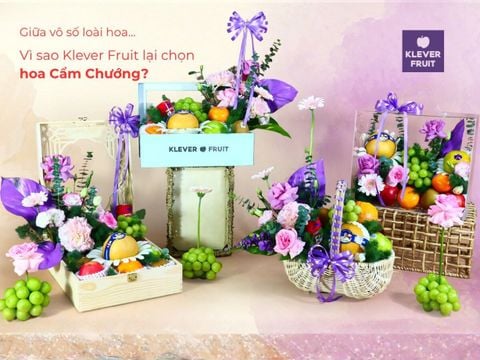 Giữa vô số loài hoa...
Vì sao Klever Fruit lại chọn
hoa Cẩm Chướng?
KLEVER
FRUIT
KLEVER FRUIT